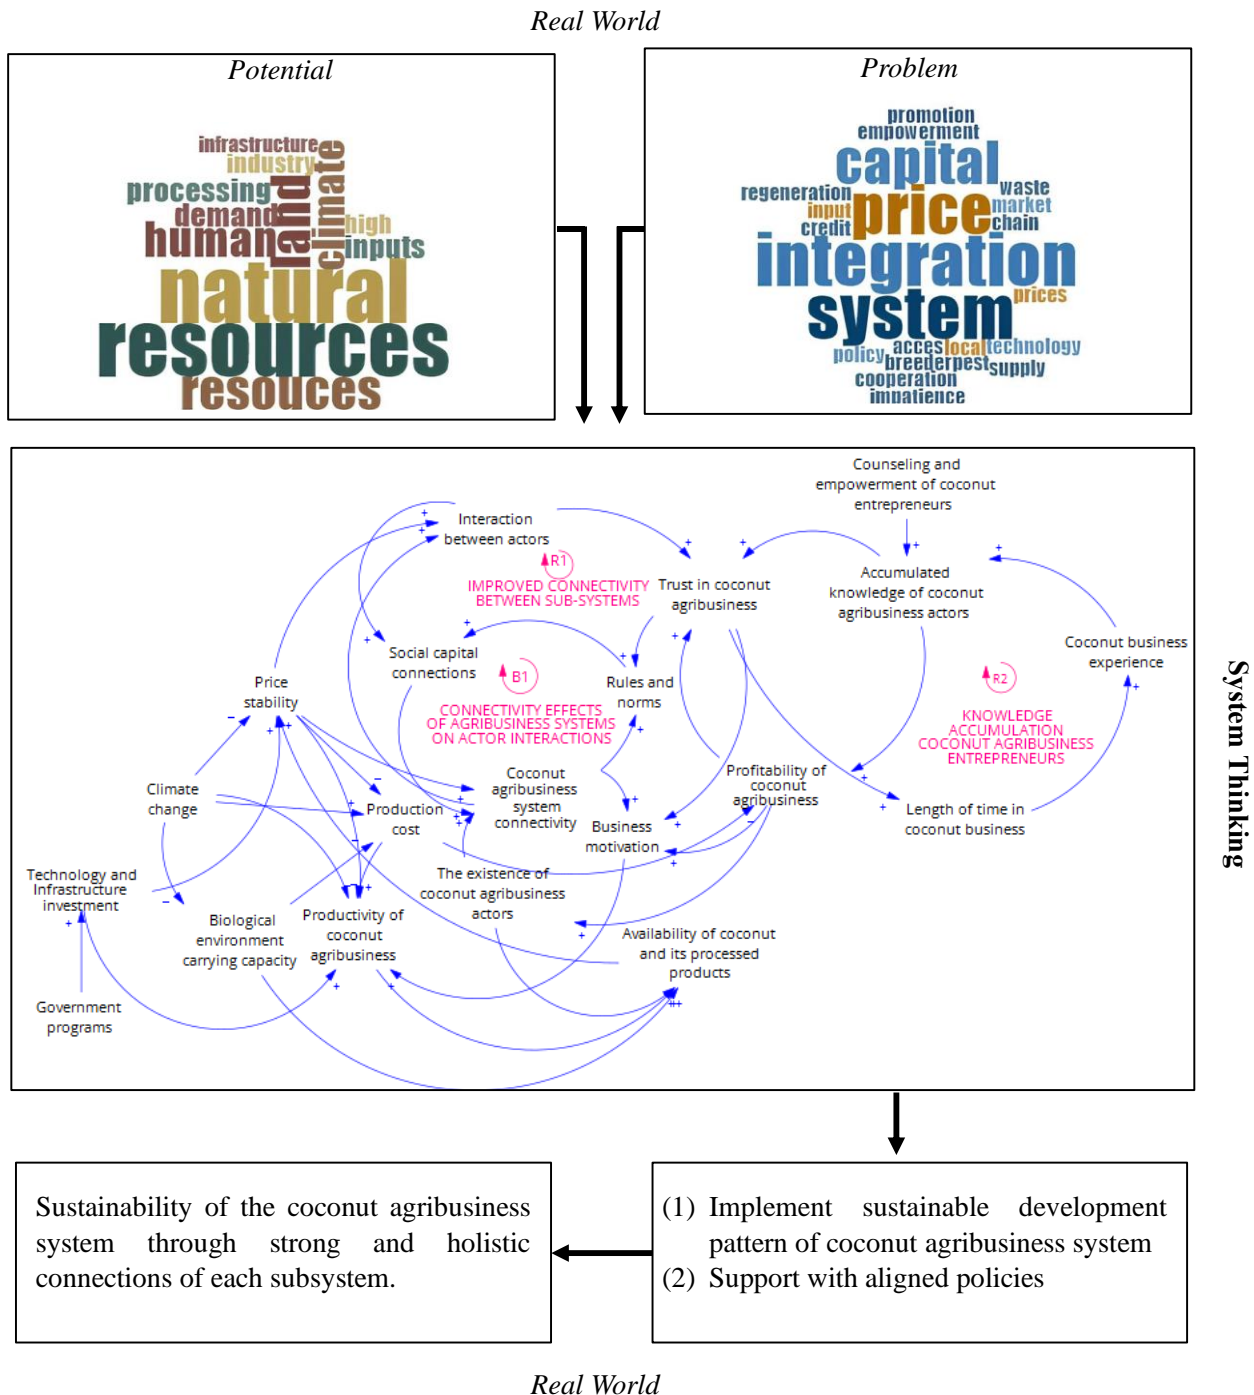 Real World
Potential
infrastructure
industry
processing
demand
human
land
climate
high
inputs
natural
resources
resouces
Problem
promotion
empowerment
capital
regeneration
waste
input
price
market
credit
chain
integration
system
prices
acces
local
technology
policy
breeder
pest
supply
cooperation
impatience
Counseling and
empowerment of coconut
entrepreneurs
Interaction
between actors
R1
IMPROVED CONNECTIVITY
BETWEEN SUB-SYSTEMS
Trust in coconut
agribusiness
Accumulated
knowledge of coconut
agribusiness actors
Social capital
connections
B1
CONNECTIVITY EFFECTS
OF AGRIBUSINESS SYSTEMS
ON ACTOR INTERACTIONS
Rules and
norms
Coconut business
experience
R2
KNOWLEDGE
ACCUMULATION
COCONUT AGRIBUSINESS
ENTREPRENEURS
Price
stability
Climate
change
Production
cost
Coconut
agribusiness
system
connectivity
Business
motivation
Profitability of
coconut
agribusiness
Length of time in
coconut business
Technology and
Infrastructure
investment
Biological
environment
carrying capacity
Productivity of
coconut
agribusiness
The existence of
coconut agribusiness
actors
Availability of coconut
and its processed
products
Government
programs
System Thinking
Sustainability of the coconut agribusiness
system through strong and holistic
connections of each subsystem.
(1) Implement sustainable development
pattern of coconut agribusiness system
(2) Support with aligned policies
Real World